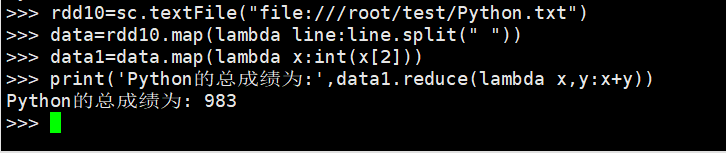 >>> rdd10=sc.textFile("file:///root/test/Python.txt")
>>> data=rdd10.map(lambda line:line.split(" "))
>>> data1=data.map(lambda x:int(x[2]))
>>> print('Python的总成绩为:',data1.reduce(lambda x,y:x+y))
Python的总成绩为: 983
>>>